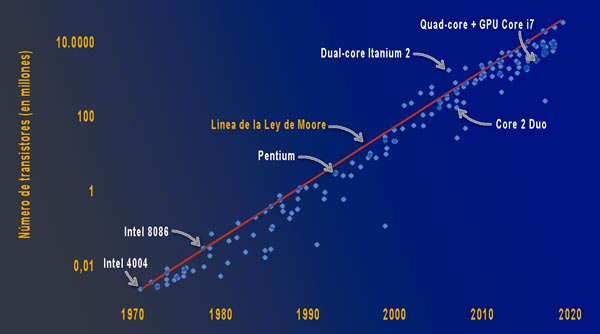 Quad-core + GPU Core i7
10.0000
Dual-core Itanium 2
100
Línea de la Ley de Moore
Core 2 Duo
Pentium
1
Intel 8086
0,01
Intel 4004
Número de transistores (en millones)
1970 1980 1990 2000 2010 2020